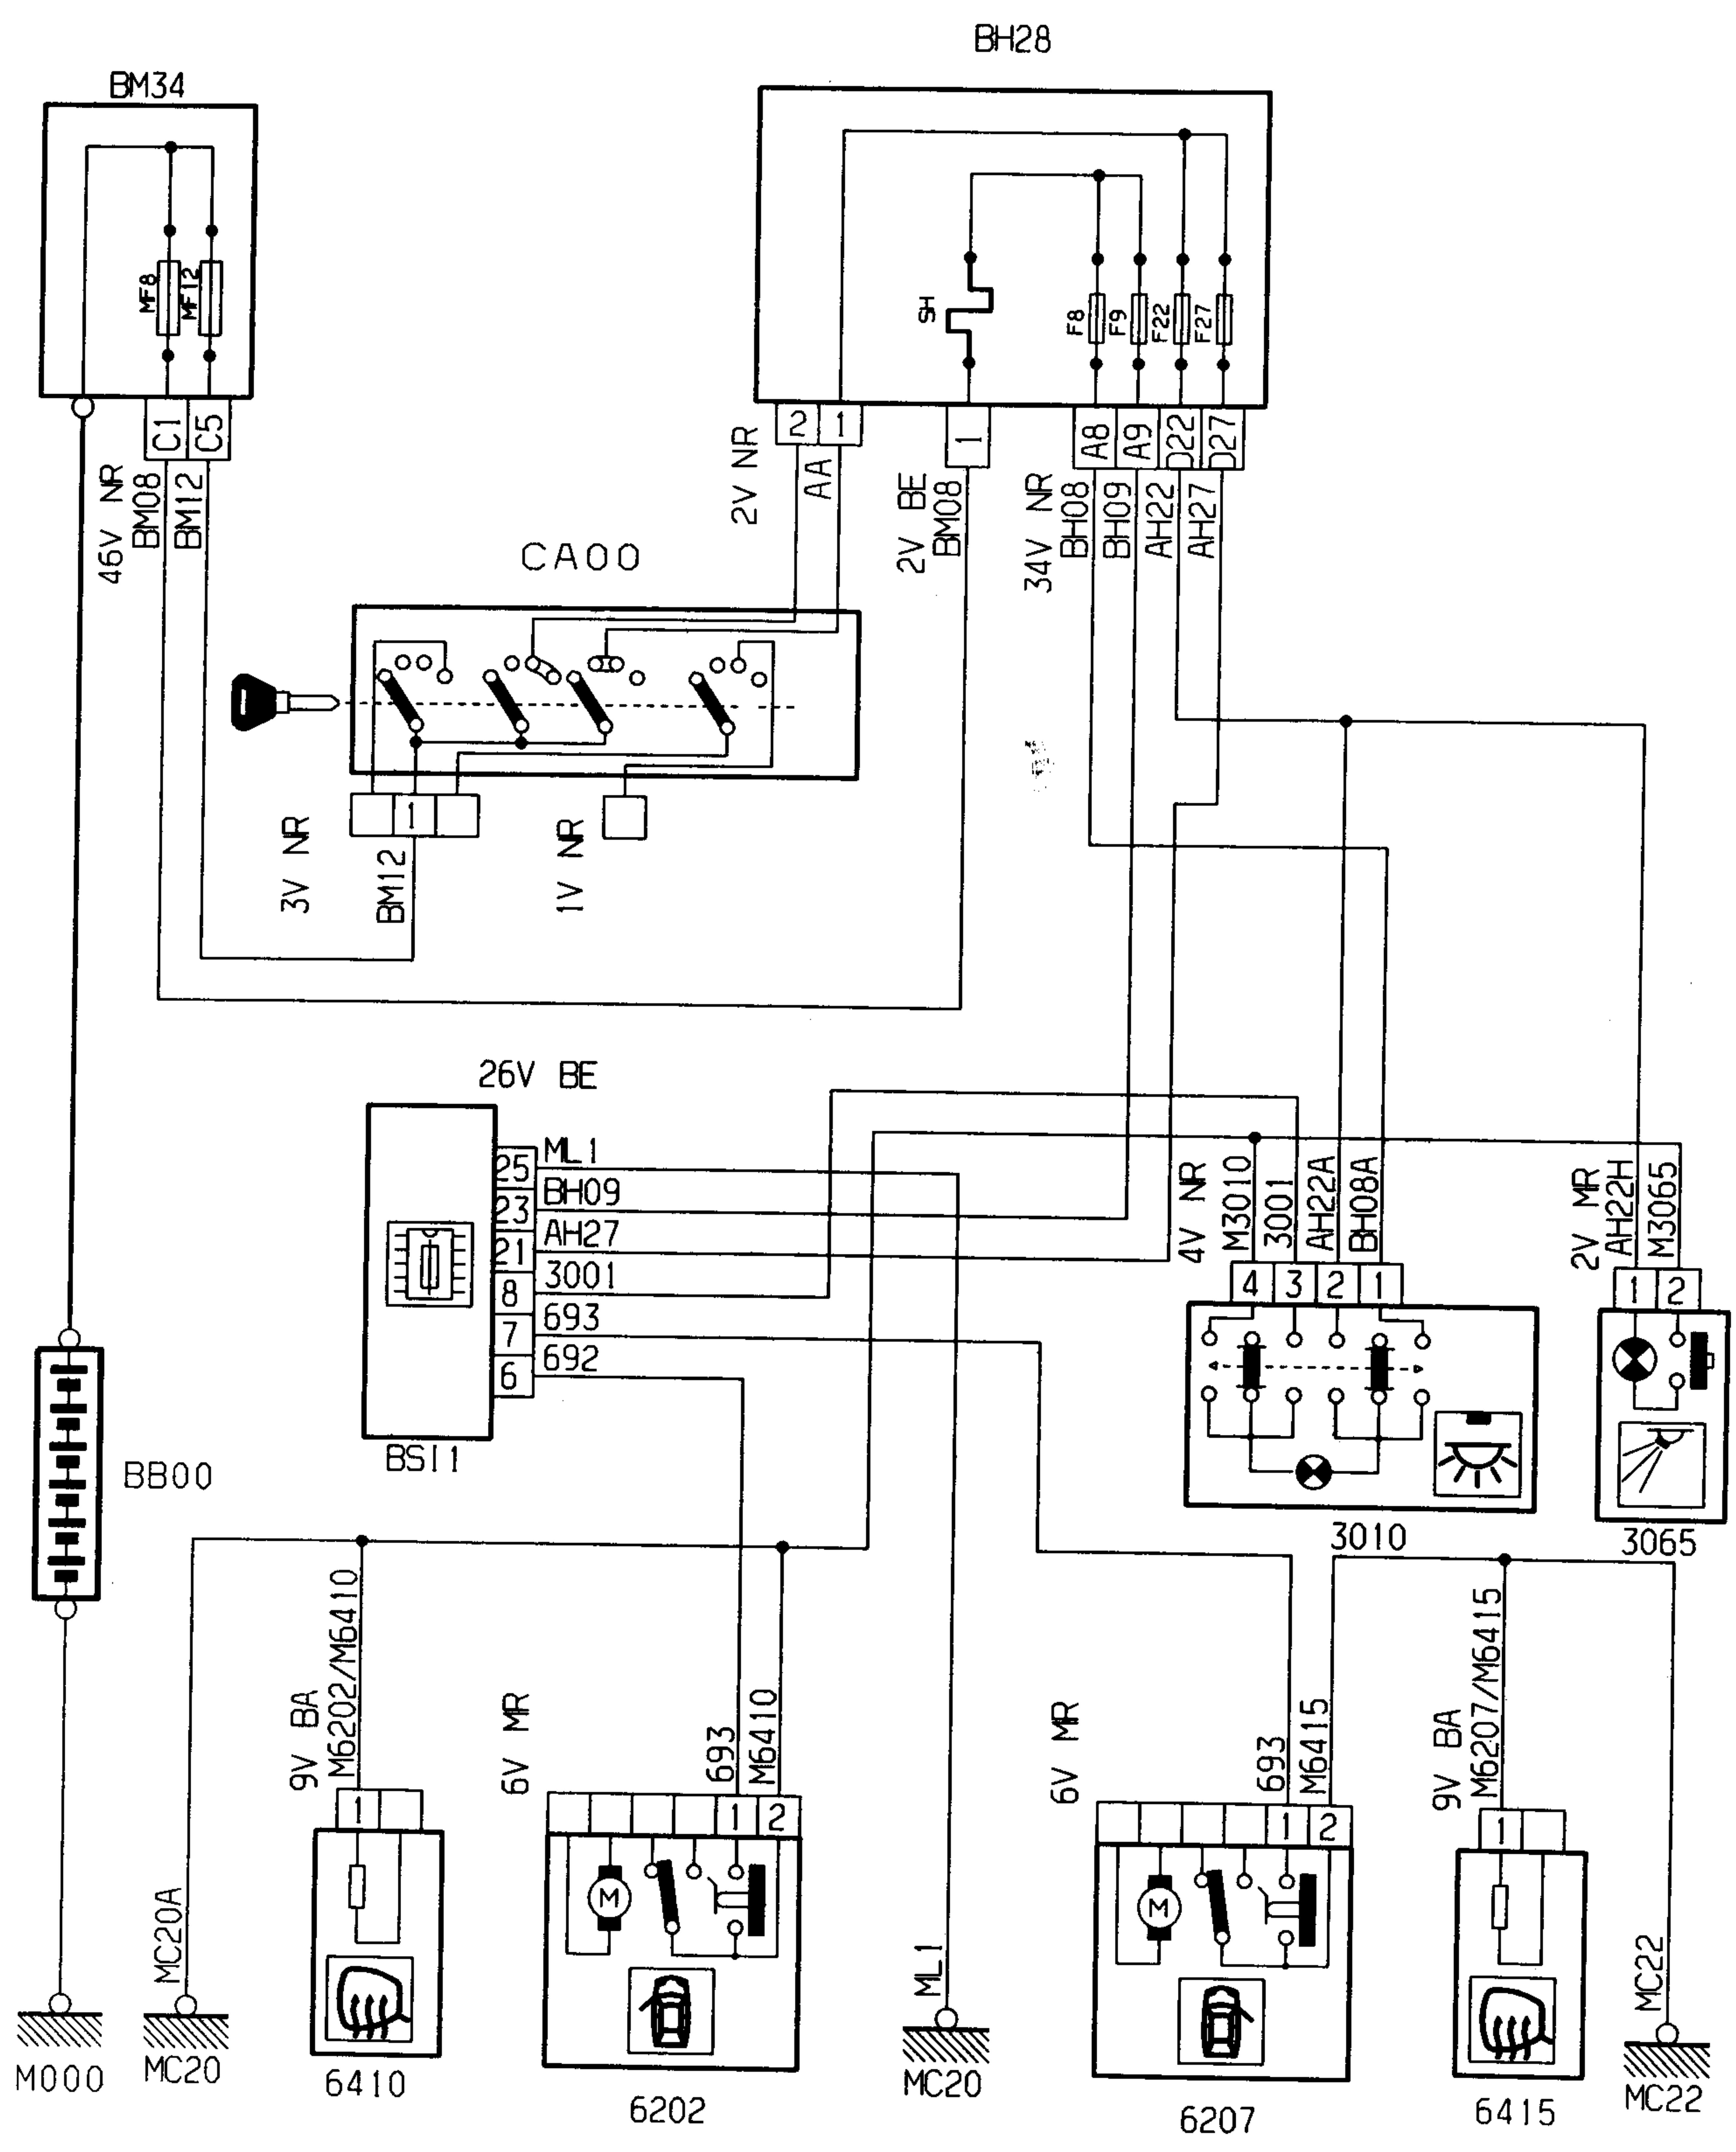 BH28
BM34
MF8
MF12
SH
F8
F9
F22
F27
C1
C5
2
1
1
A8
A9
D22
D27
46V NR
BM08
BM12
2V NR
AA
2V BE
BM08
34V NR
BH08
BH09
AH22
AH27
CA00
1
3V NR
BM12
1V NR
26V BE
25
ML1
23
BH09
21
AH27
8
3001
7
693
6
692
BSI1
4V NR
M3010
3001
AH22A
BH08A
2V MR
AH22H
M3065
4
3
2
1
1
2
3010
3065
BB00
9V BA
M6202/M6410
6V MR
693
M6410
6V MR
693
M6415
9V BA
M6207/M6415
1
1
2
1
2
1
M
M
MC20A
ML1
MC22
M000
MC20
6410
6202
MC20
6207
6415
MC22